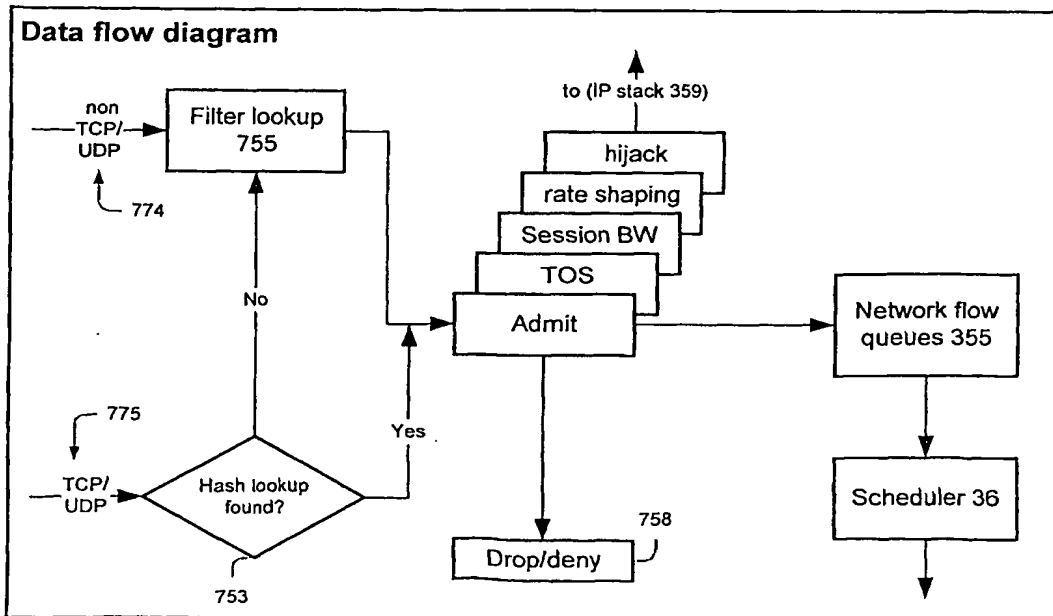 Data flow diagram
non
TCP/
UDP
774
Filter lookup
755
to (IP stack 359)
hijack
rate shaping
Session BW
TOS
Admit
Network flow
queues 355
No
Yes
775
TCP/
UDP
Hash lookup
found?
753
Scheduler 36
758
Drop/deny